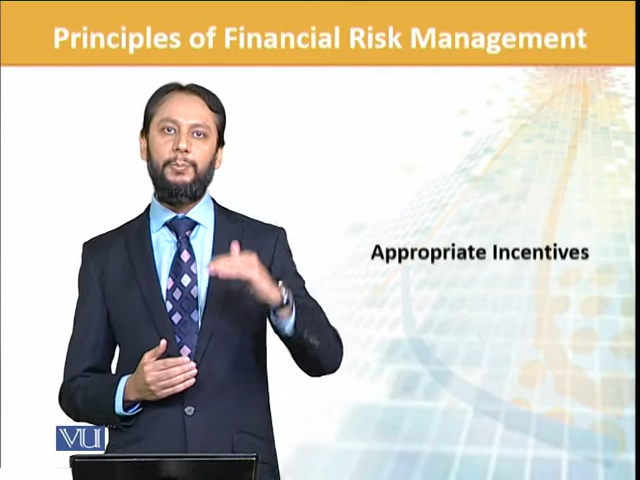 Principles of Financial Risk Management
Appropriate Incentives
VU